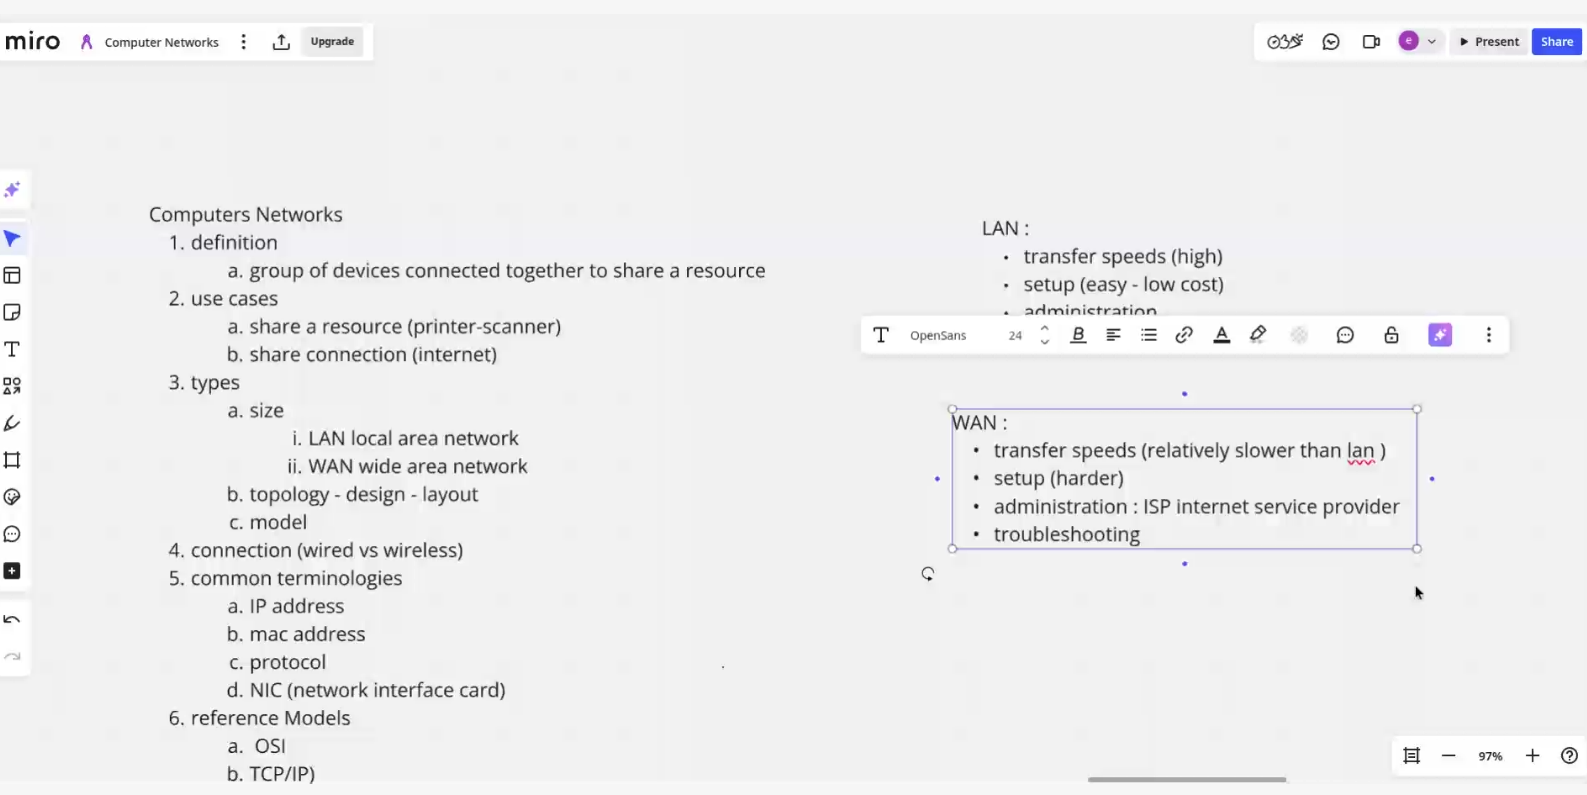 miro
Computer Networks
Upgrade
e
Present
Share
Computers Networks
1. definition
a. group of devices connected together to share a resource
2. use cases
a. share a resource (printer-scanner)
b. share connection (internet)
3. types
a. size
i. LAN local area network
ii. WAN wide area network
b. topology - design - layout
c. model
4. connection (wired vs wireless)
5. common terminologies
a. IP address
b. mac address
c. protocol
d. NIC (network interface card)
6. reference Models
a. OSI
b. TCP/IP)
LAN :
• transfer speeds (high)
• setup (easy - low cost)
• administration
OpenSans
24
WAN :
• transfer speeds (relatively slower than lan )
• setup (harder)
• administration : ISP internet service provider
• troubleshooting
97%